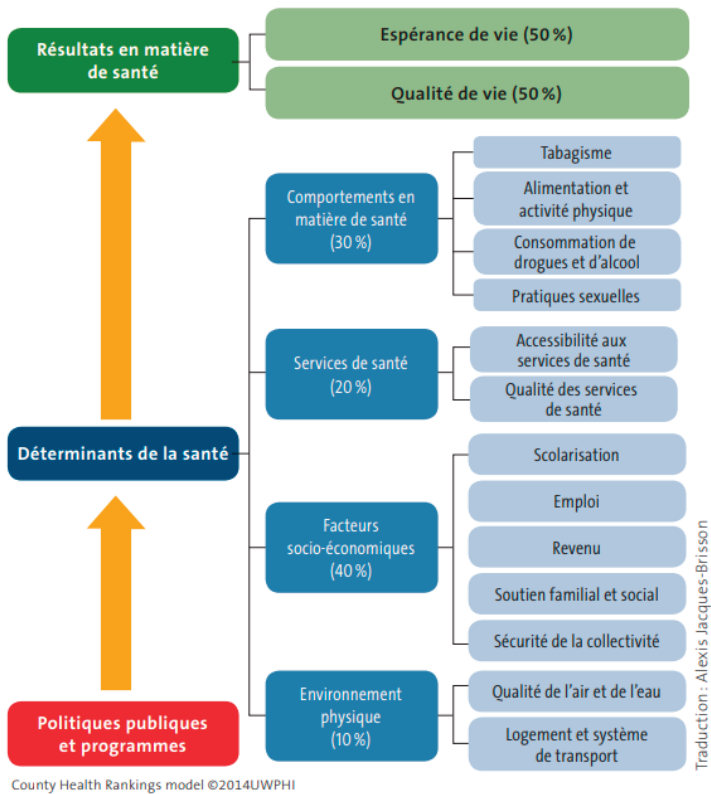 Résultats en matière
de santé
Espérance de vie (50 %)
Qualité de vie (50 %)
Comportements en
matière de santé
(30 %)
Tabagisme
Alimentation et
activité physique
Consommation de
drogues et d'alcool
Pratiques sexuelles
Services de santé
(20 %)
Accessibilité aux
services de santé
Qualité des services
de santé
Déterminants de la santé
Facteurs
socio-économiques
(40 %)
Scolarisation
Emploi
Revenu
Soutien familial et social
Sécurité de la collectivité
Environnement
physique
(10 %)
Qualité de l'air et de l'eau
Logement et système
de transport
Politiques publiques
et programmes
Traduction : Alexis Jacques-Brisson
County Health Rankings model ©2014UWPHI